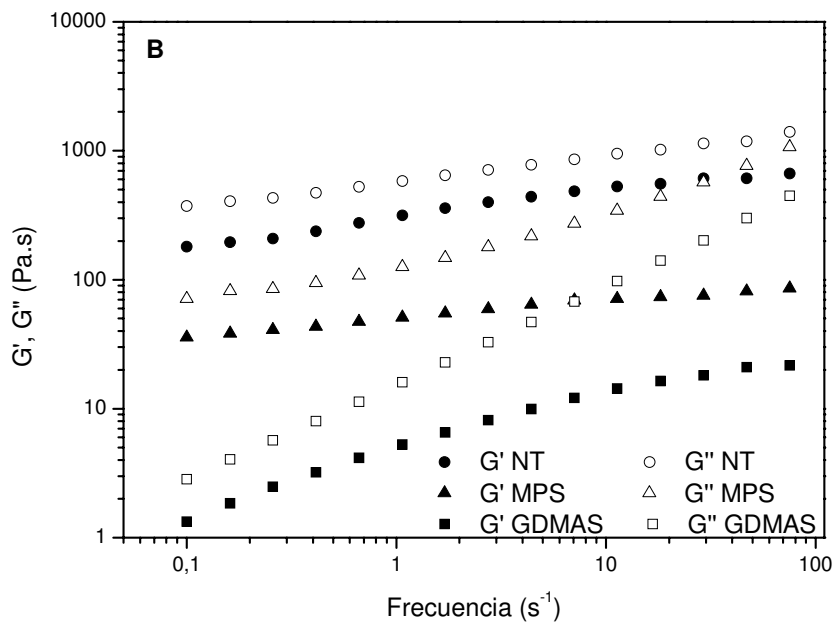 B
10000
1000
100
10
1
G', G'' (Pa.s)
G' NT
G'' NT
G' MPS
G'' MPS
G' GDMAS
G'' GDMAS
0,1
1
10
100
Frecuencia (s⁻¹)